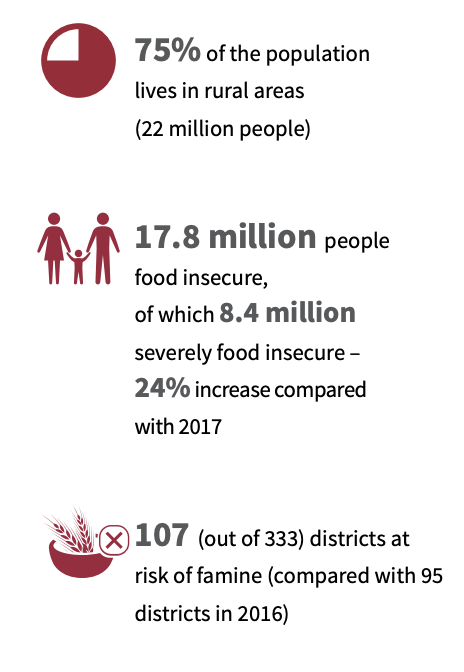 75% of the population
lives in rural areas
(22 million people)
17.8 million people
food insecure,
of which 8.4 million
severely food insecure –
24% increase compared
with 2017
107 (out of 333) districts at
risk of famine (compared with 95
districts in 2016)